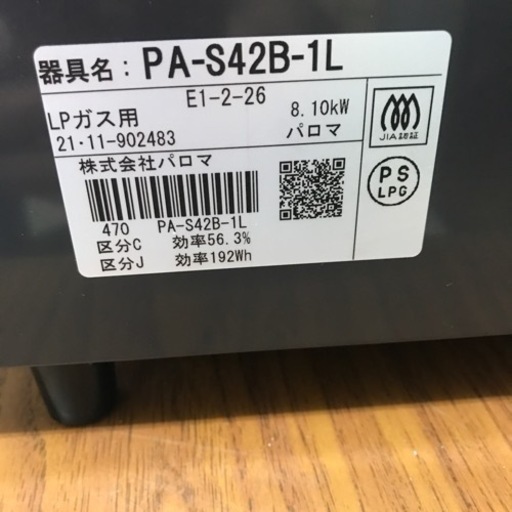 器具名：PA-S42B-1L
E1-2-26
LPガス用 8.10kW
21・11-902483 パロマ
株式会社パロマ
470 PA-S42B-1L
区分C 効率56.3%
区分J 効率192Wh
JIA認証
PS
LPG